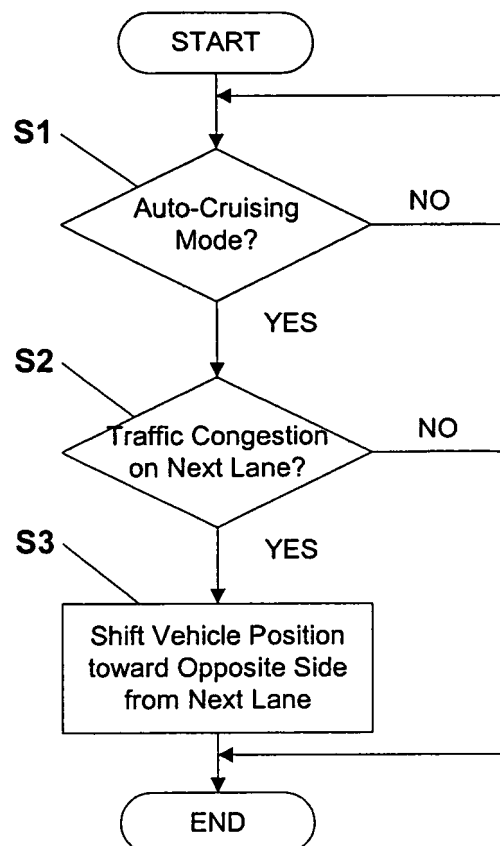 START
S1
Auto-Cruising
Mode?
NO
YES
S2
Traffic Congestion
on Next Lane?
NO
YES
S3
Shift Vehicle Position
toward Opposite Side
from Next Lane
END